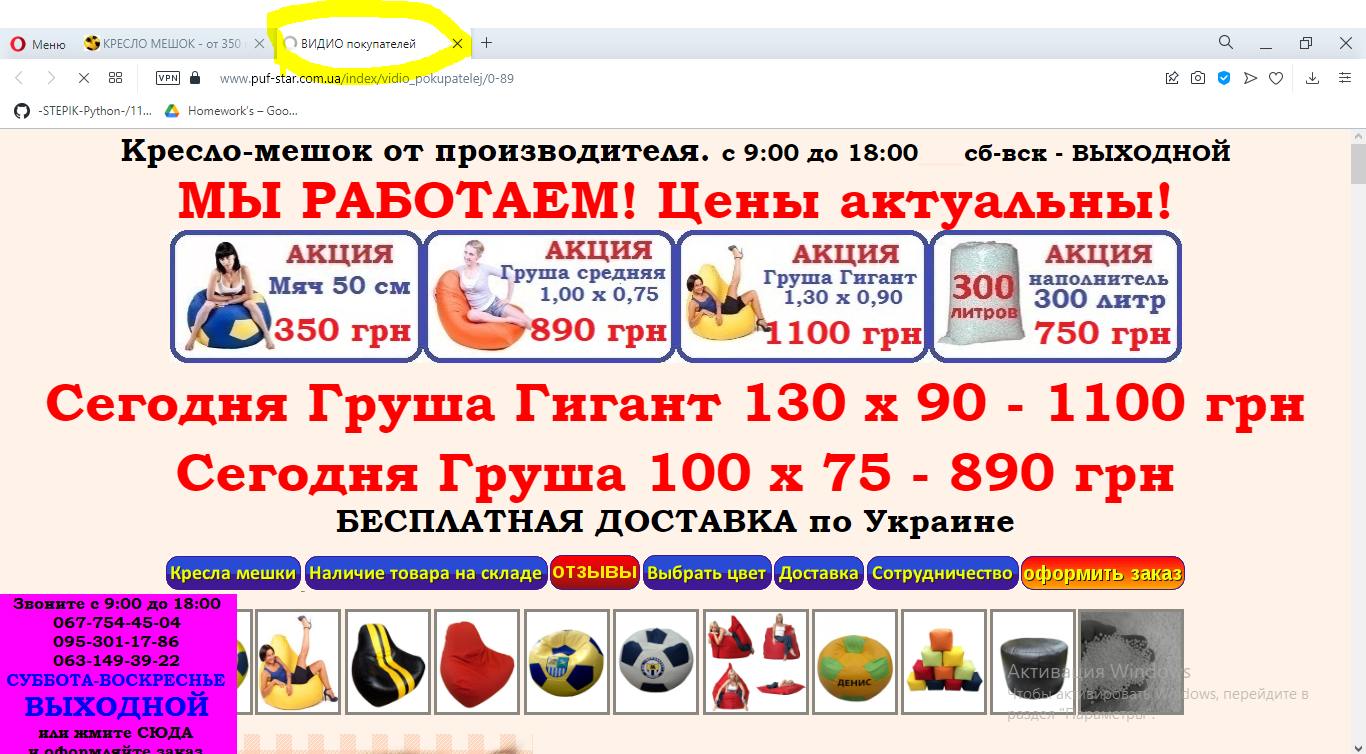 Меню
КРЕСЛО МЕШОК - от 350
ВИДИО покупателей
VPN
www.puf-star.com.ua/index/vidio_pokupatelej/0-89
-STEPIK-Python-/11...
Homework's – Goo...
Кресло-мешок от производителя. с 9:00 до 18:00 сб-вск - ВЫХОДНОЙ
МЫ РАБОТАЕМ! Цены актуальны!
АКЦИЯ
Мяч 50 см
350 грн
АКЦИЯ
Груша средняя
1,00 х 0,75
890 грн
АКЦИЯ
Груша Гигант
1,30 х 0,90
1100 грн
300
литров
АКЦИЯ
наполнитель
300 литр
750 грн
Сегодня Груша Гигант 130 х 90 - 1100 грн
Сегодня Груша 100 х 75 - 890 грн
БЕСПЛАТНАЯ ДОСТАВКА по Украине
Кресла мешки
Наличие товара на складе
ОТЗЫВЫ
Выбрать цвет
Доставка
Сотрудничество
оформить заказ
Звоните с 9:00 до 18:00
067-754-45-04
095-301-17-86
063-149-39-22
СУББОТА-ВОСКРЕСНЬЕ
ВЫХОДНОЙ
или жмите СЮДА
и оформляйте заказ
ДЕНИС
Активация Windows
Чтобы активировать Windows, перейдите в
раздел "Параметры".